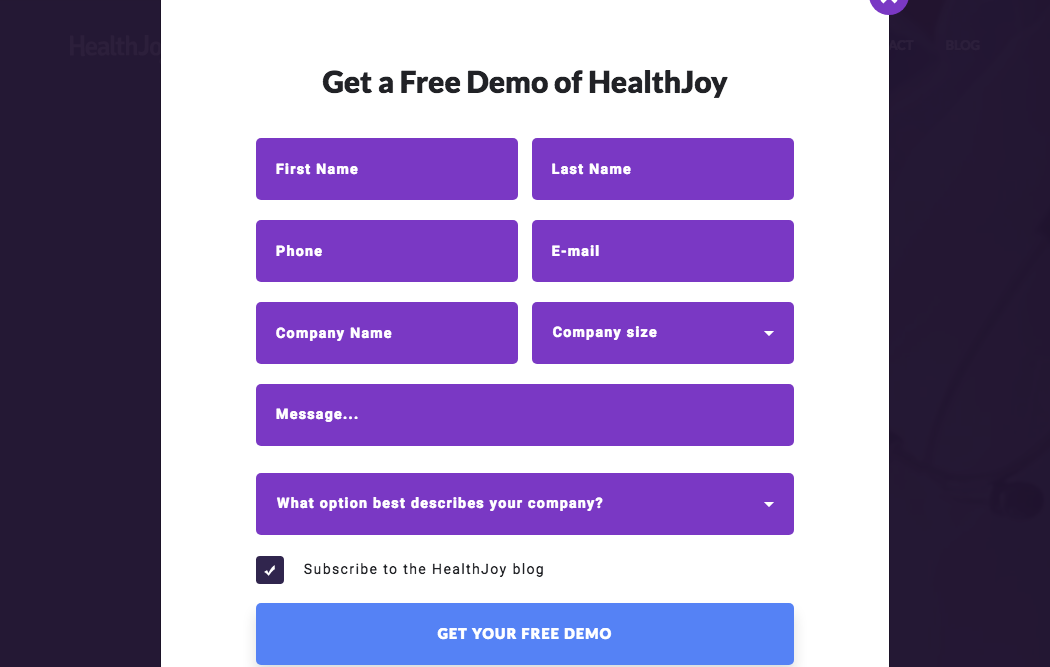 HealthJo
ACT
BLOG
Get a Free Demo of HealthJoy
First Name
Last Name
Phone
E-mail
Company Name
Company size
Message...
What option best describes your company?
Subscribe to the HealthJoy blog
GET YOUR FREE DEMO